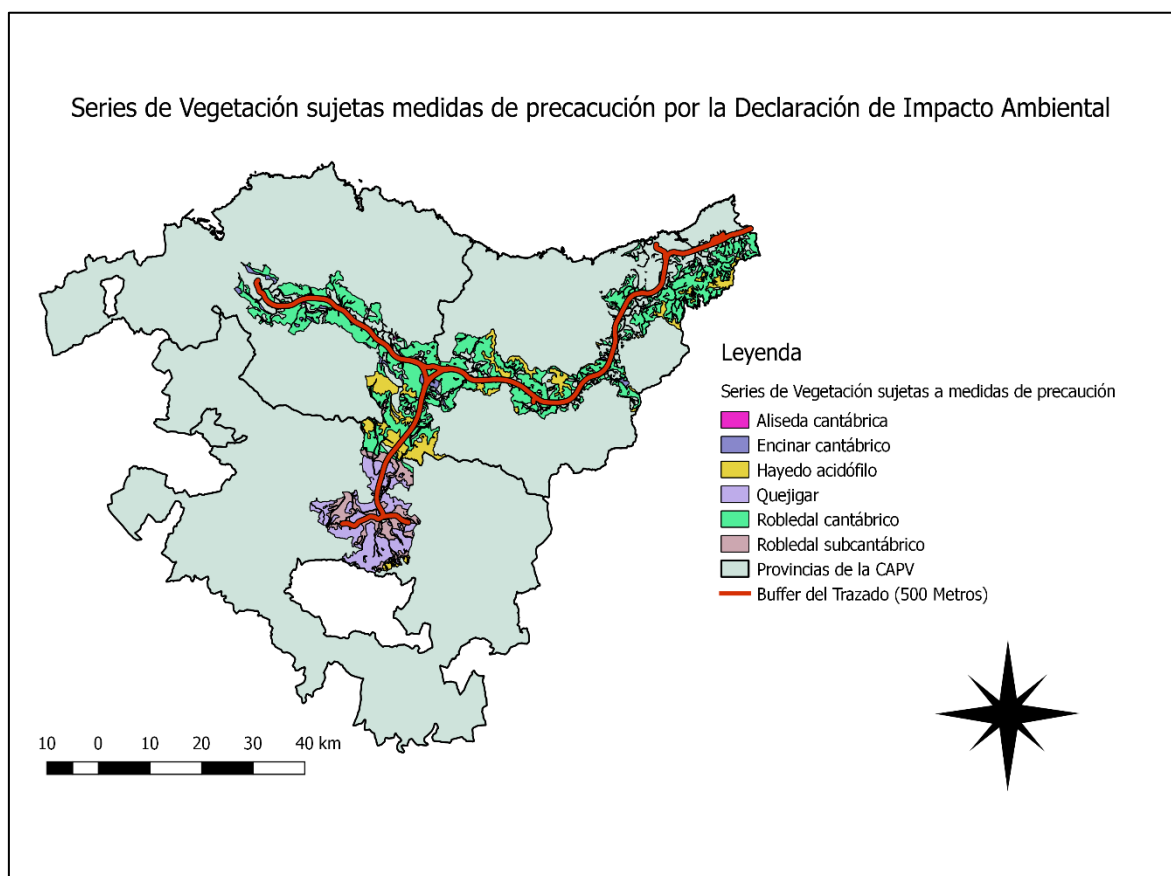 Series de Vegetación sujetas medidas de precacución por la Declaración de Impacto Ambiental
Leyenda
Series de Vegetación sujetas a medidas de precaución
Aliseda cantábrica
Encinar cantábrico
Hayedo acidófilo
Quejigar
Robledal cantábrico
Robledal subcantábrico
Provincias de la CAPV
Buffer del Trazado (500 Metros)
10 0 10 20 30 40 km